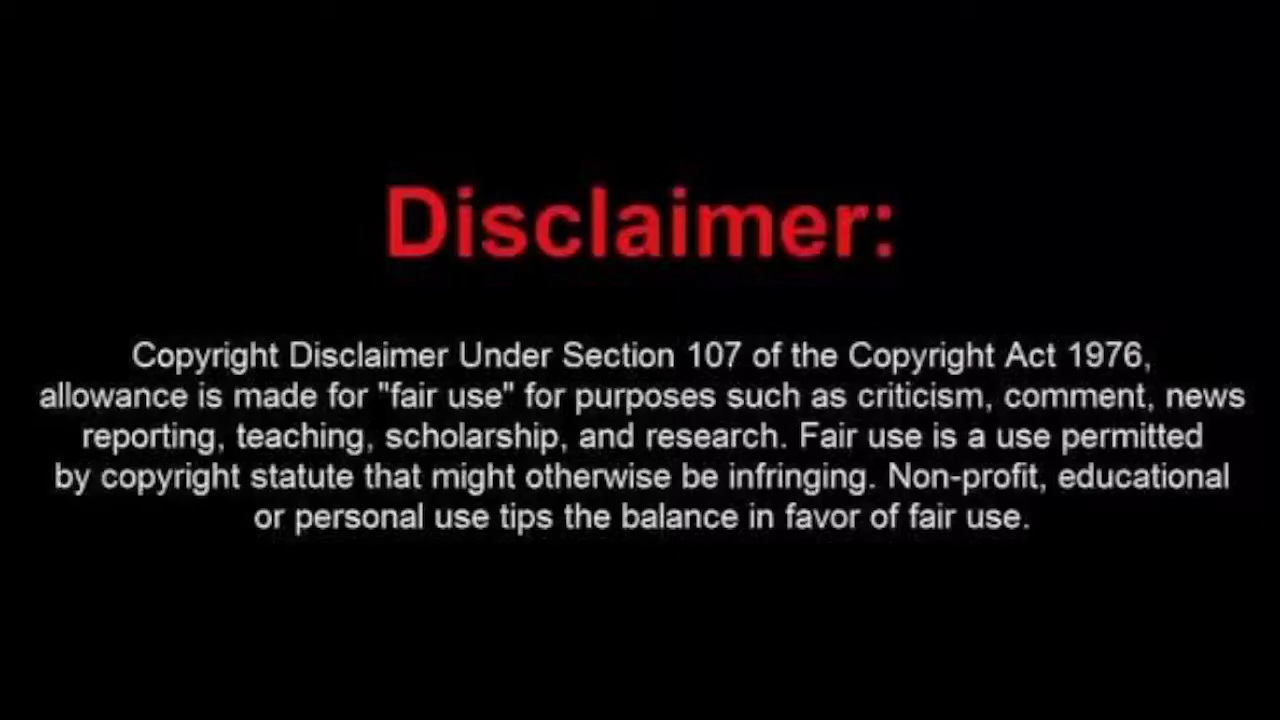 Disclaimer:
Copyright Disclaimer Under Section 107 of the Copyright Act 1976,
allowance is made for "fair use" for purposes such as criticism, comment, news
reporting, teaching, scholarship, and research. Fair use is a use permitted
by copyright statute that might otherwise be infringing. Non-profit, educational
or personal use tips the balance in favor of fair use.